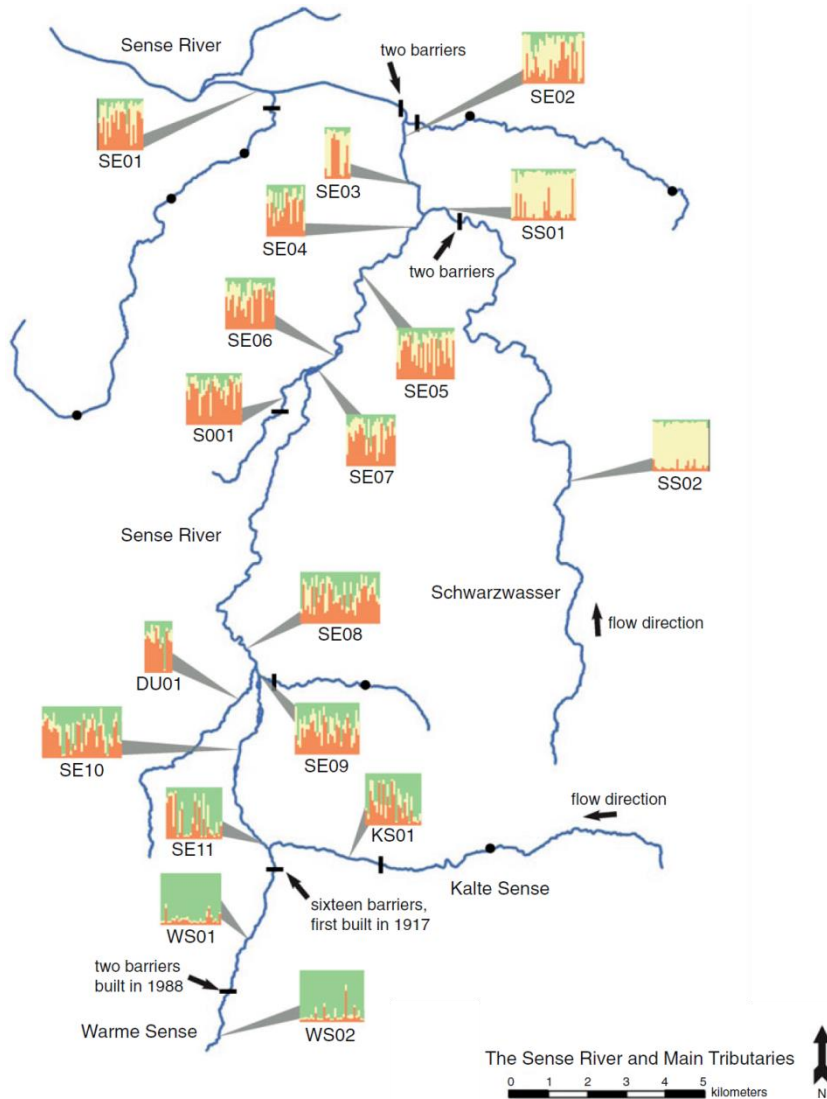 Sense River
two barriers
SE02
SE01
SE03
SS01
SE04
two barriers
SE06
SE05
S001
SE07
SS02
Sense River
Schwarzwasser
flow direction
SE08
DU01
SE10
SE09
flow direction
KS01
SE11
Kalte Sense
sixteen barriers,
first built in 1917
WS01
two barriers
built in 1988
Warme Sense
WS02
The Sense River and Main Tributaries
0 1 2 3 4 5
kilometers
N